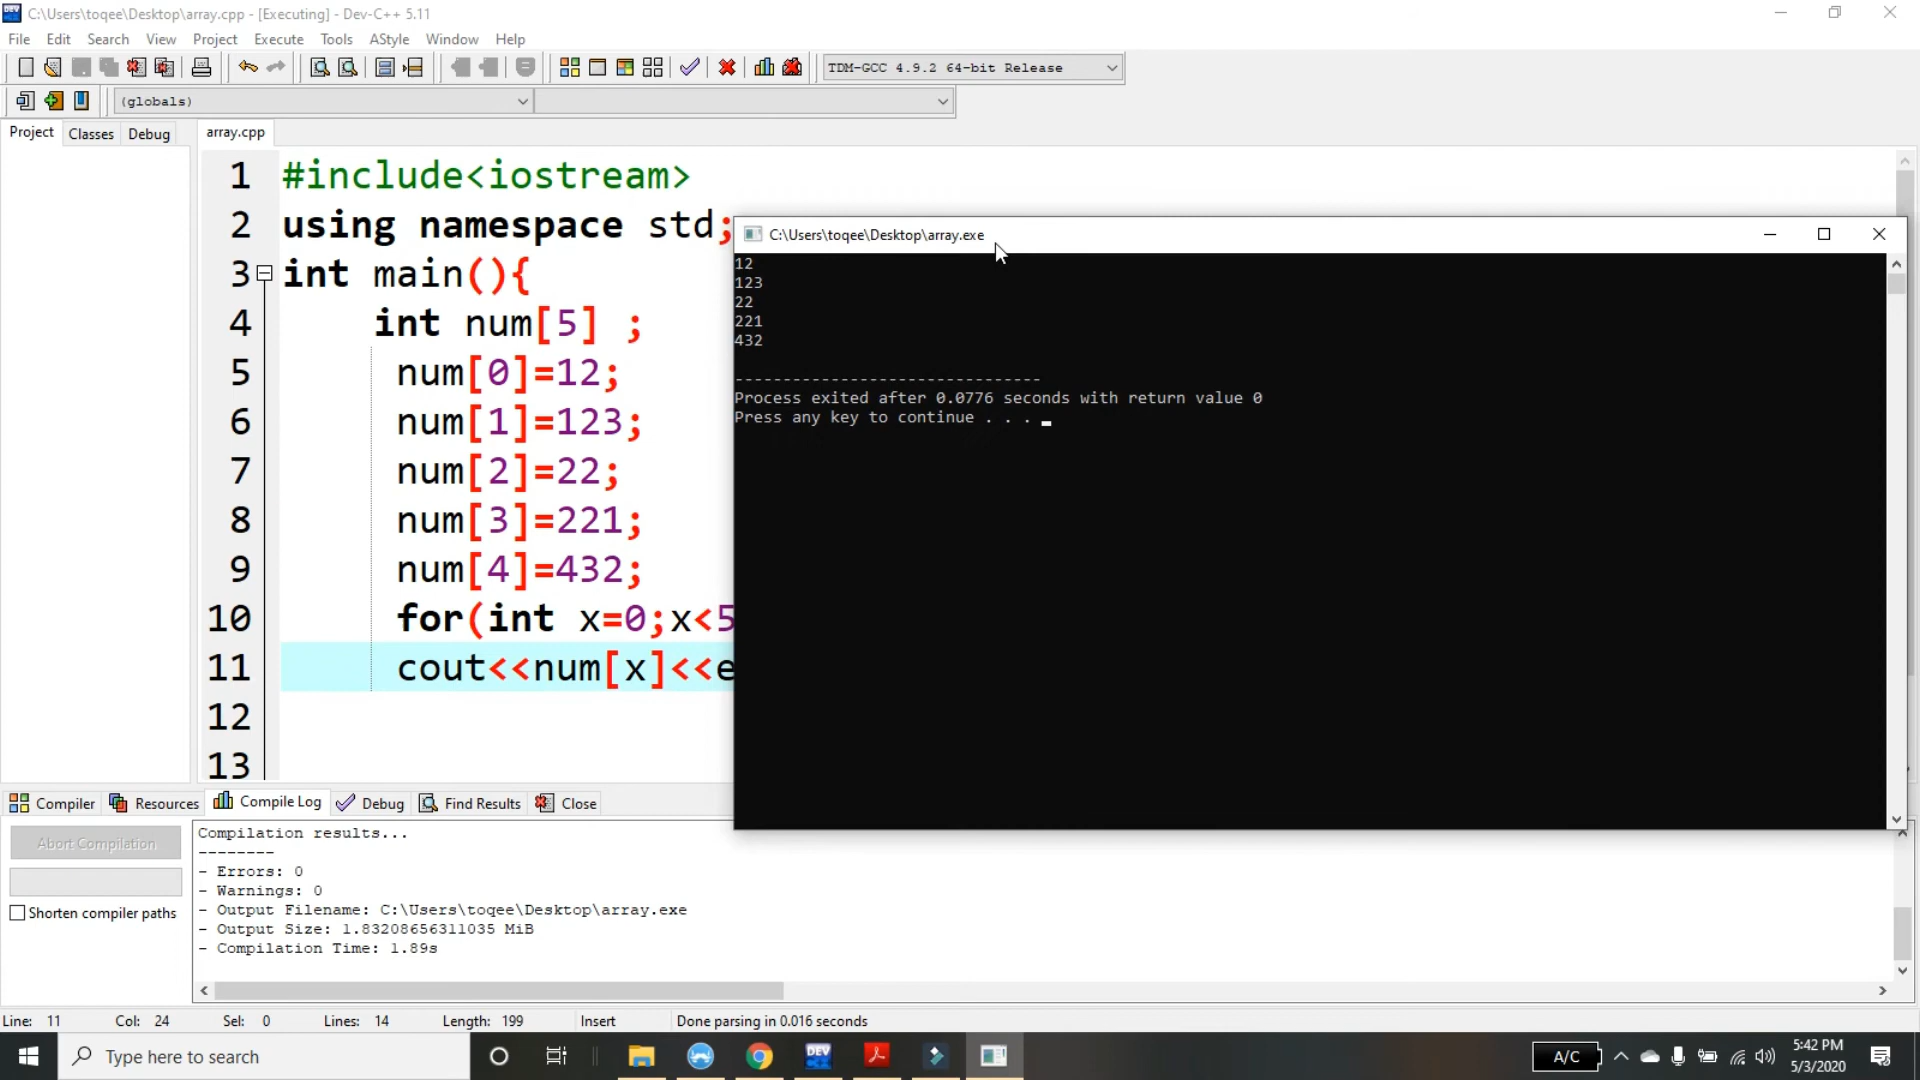 C:\Users\toqee\Desktop\array.cpp - [Executing] - Dev-C++ 5.11
File Edit Search View Project Execute Tools AStyle Window Help
TDM-GCC 4.9.2 64-bit Release
(globals)
Project Classes Debug array.cpp
1 #include<iostream>
2 using namespace std;
3 int main(){
4 int num[5] ;
5 num[0]=12;
6 num[1]=123;
7 num[2]=22;
8 num[3]=221;
9 num[4]=432;
10 for(int x=0;x<5
11 cout<<num[x]<<e
12
13
C:\Users\toqee\Desktop\array.exe
12
123
22
221
432
--------------------------------
Process exited after 0.0776 seconds with return value 0
Press any key to continue . . .
Compiler Resources Compile Log Debug Find Results Close
Abort Compilation
Shorten compiler paths
Compilation results...
--------
- Errors: 0
- Warnings: 0
- Output Filename: C:\Users\toqee\Desktop\array.exe
- Output Size: 1.83208656311035 MiB
- Compilation Time: 1.89s
Line: 11 Col: 24 Sel: 0 Lines: 14 Length: 199 Insert Done parsing in 0.016 seconds
Type here to search
DEV
A/C
5:42 PM
5/3/2020